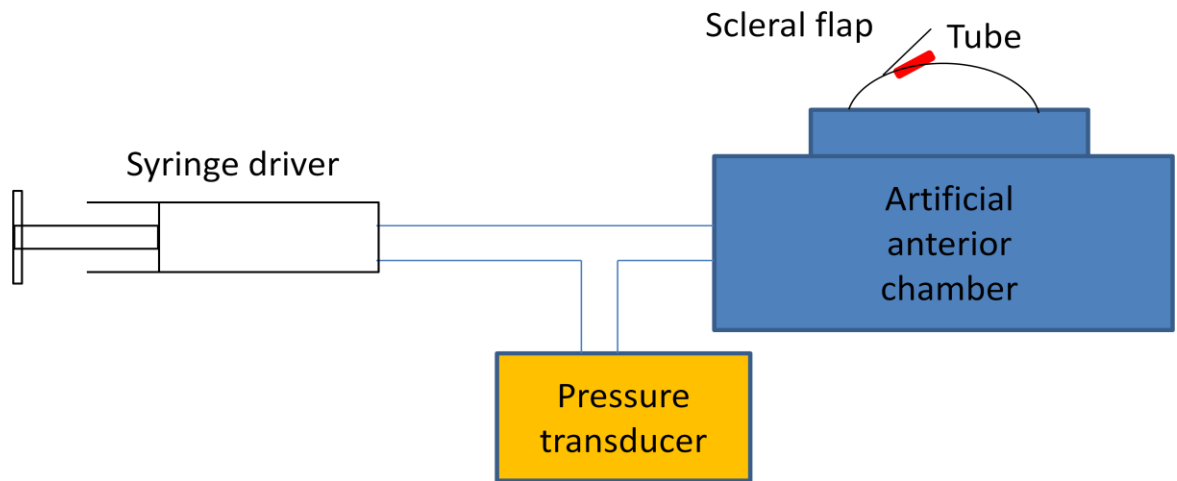 Scleral flap
Tube
Syringe driver
Artificial
anterior
chamber
Pressure
transducer